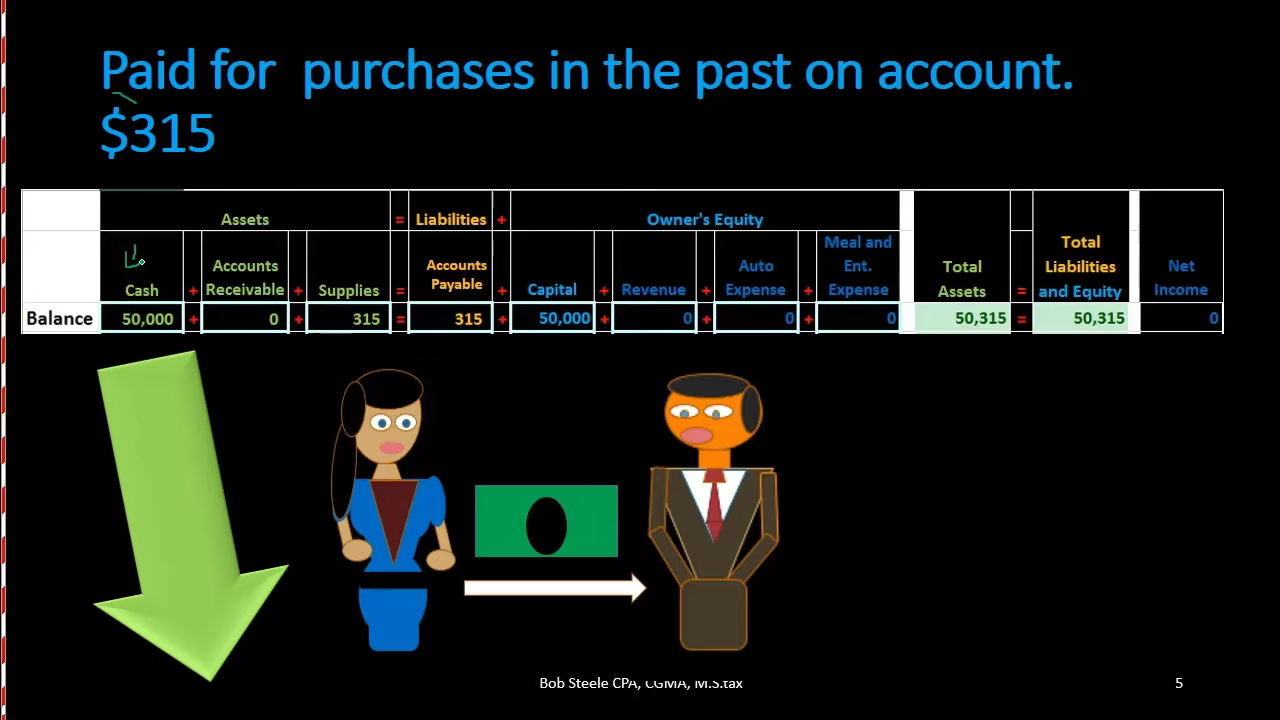 Paid for purchases in the past on account.
$315
Assets = Liabilities + Owner's Equity
Cash + Accounts Receivable + Supplies = Accounts Payable + Capital + Revenue + Auto Expense + Meal and Ent. Expense Total Assets = Total Liabilities and Equity Net Income
Balance 50,000 + 0 + 315 = 315 + 50,000 + 0 + 0 + 0 50,315 = 50,315 0
Bob Steele CPA, CGMA, M.S.tax
5